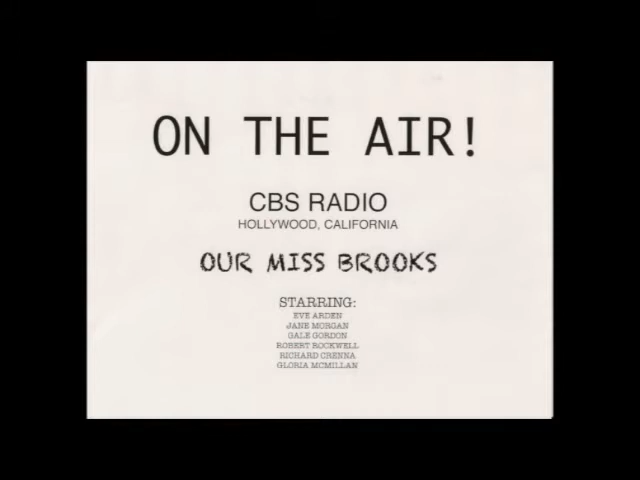 ON THE AIR!
CBS RADIO
HOLLYWOOD, CALIFORNIA
OUR MISS BROOKS
STARRING:
EVE ARDEN
JANE MORGAN
GALE GORDON
ROBERT ROCKWELL
RICHARD CRENNA
GLORIA MCMILLAN